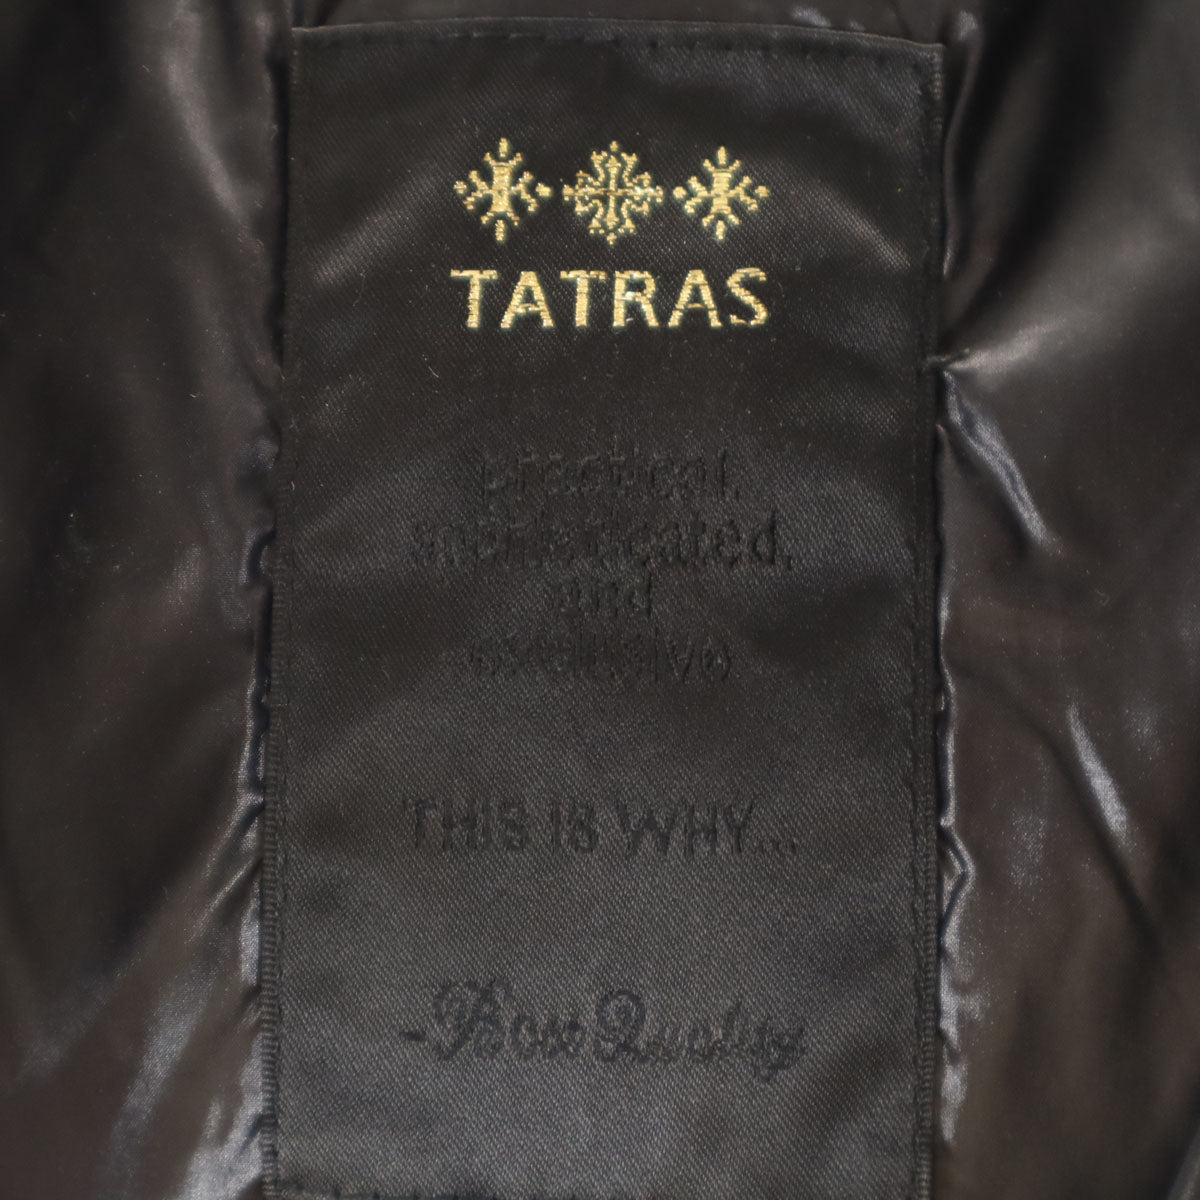 TATRAS
practical,
sophisticated,
and
exclusive
THIS IS WHY...
-Best Quality